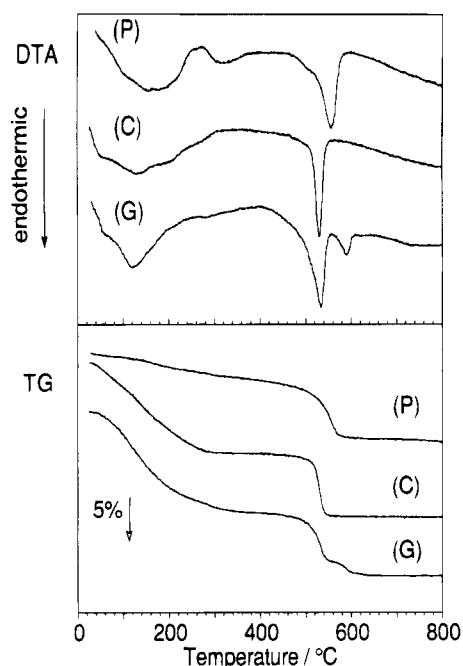 DTA
endothermic
(P)
(C)
(G)
TG
5%
(P)
(C)
(G)
0 200 400 600 800
Temperature / °C